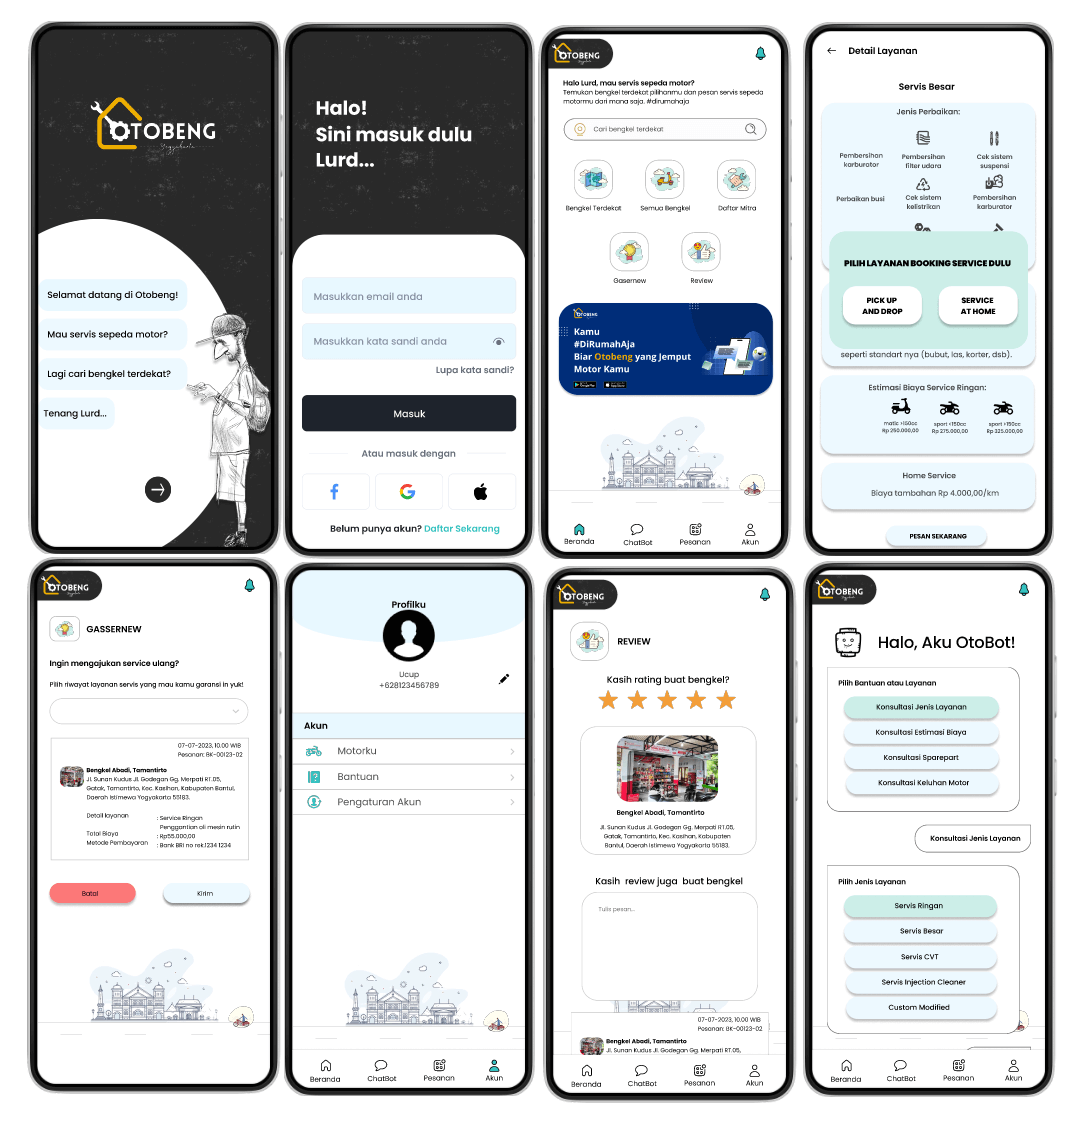 OTOBENG
Yogyakarta
Selamat datang di Otobeng!
Mau servis sepeda motor?
Lagi cari bengkel terdekat?
Tenang Lurd...
Halo!
Sini masuk dulu
Lurd...
Masukkan email anda
Masukkan kata sandi anda
Lupa kata sandi?
Masuk
Atau masuk dengan
Belum punya akun? Daftar Sekarang
OTOBENG
Halo Lurd, mau servis sepeda motor?
Temukan bengkel terdekat pilihanmu dan pesan servis sepeda
motormu dari mana saja. #dirumahaja
Cari bengkel terdekat
Bengkel Terdekat
Semua Bengkel
Daftar Mitra
Gasernew
Review
OTOBENG
Kamu
#DiRumahAja
Biar Otobeng yang Jemput
Motor Kamu
Beranda
ChatBot
Pesanan
Akun
Detail Layanan
Servis Besar
Jenis Perbaikan:
Pembersihan
karburator
Pembersihan
filter udara
Cek sistem
suspensi
Perbaikan busi
Cek sistem
kelistrikan
Pembersihan
karburator
PILIH LAYANAN BOOKING SERVICE DULU
PICK UP
AND DROP
SERVICE
AT HOME
seperti standart nya (bubut, las, korter, dsb).
Estimasi Biaya Service Ringan:
matic >150cc
Rp 250.000,00
sport <150cc
Rp 275.000,00
sport >150cc
Rp 325.000,00
Home Service
Biaya tambahan Rp 4.000,00/km
PESAN SEKARANG
OTOBENG
GASSERNEW
Ingin mengajukan service ulang?
Pilih riwayat layanan servis yang mau kamu garansi in yuk!
07-07-2023, 10.00 WIB
Pesanan: BK-00123-02
Bengkel Abadi, Tamantirto
Jl. Sunan Kudus Jl. Godegan Gg. Merpati RT.05,
Gatak, Tamantirto, Kec. Kasihan, Kabupaten Bantul,
Daerah Istimewa Yogyakarta 55183.
Detail layanan : Service Ringan
Penggantian oli mesin rutin
Total Biaya : Rp55.000,00
Metode Pembayaran : Bank BRI no rek.1234 1234
Batal
Kirim
Profilku
Ucup
+628123456789
Akun
Motorku
Bantuan
Pengaturan Akun
Beranda
ChatBot
Pesanan
Akun
OTOBENG
REVIEW
Kasih rating buat bengkel?
Bengkel Abadi, Tamantirto
Jl. Sunan Kudus Jl. Godegan Gg. Merpati RT.05,
Gatak, Tamantirto, Kec. Kasihan, Kabupaten
Bantul, Daerah Istimewa Yogyakarta 55183.
Kasih review juga buat bengkel
Tulis pesan...
07-07-2023, 10.00 WIB
Pesanan: BK-00123-02
Bengkel Abadi, Tamantirto
Jl. Sunan Kudus Jl. Godegan Gg. Merpati RT.05,
Beranda
ChatBot
Pesanan
Akun
OTOBENG
Halo, Aku OtoBot!
Pilih Bantuan atau Layanan
Konsultasi Jenis Layanan
Konsultasi Estimasi Biaya
Konsultasi Sparepart
Konsultasi Keluhan Motor
Konsultasi Jenis Layanan
Pilih Jenis Layanan
Servis Ringan
Servis Besar
Servis CVT
Servis Injection Cleaner
Custom Modified
Beranda
ChatBot
Pesanan
Akun